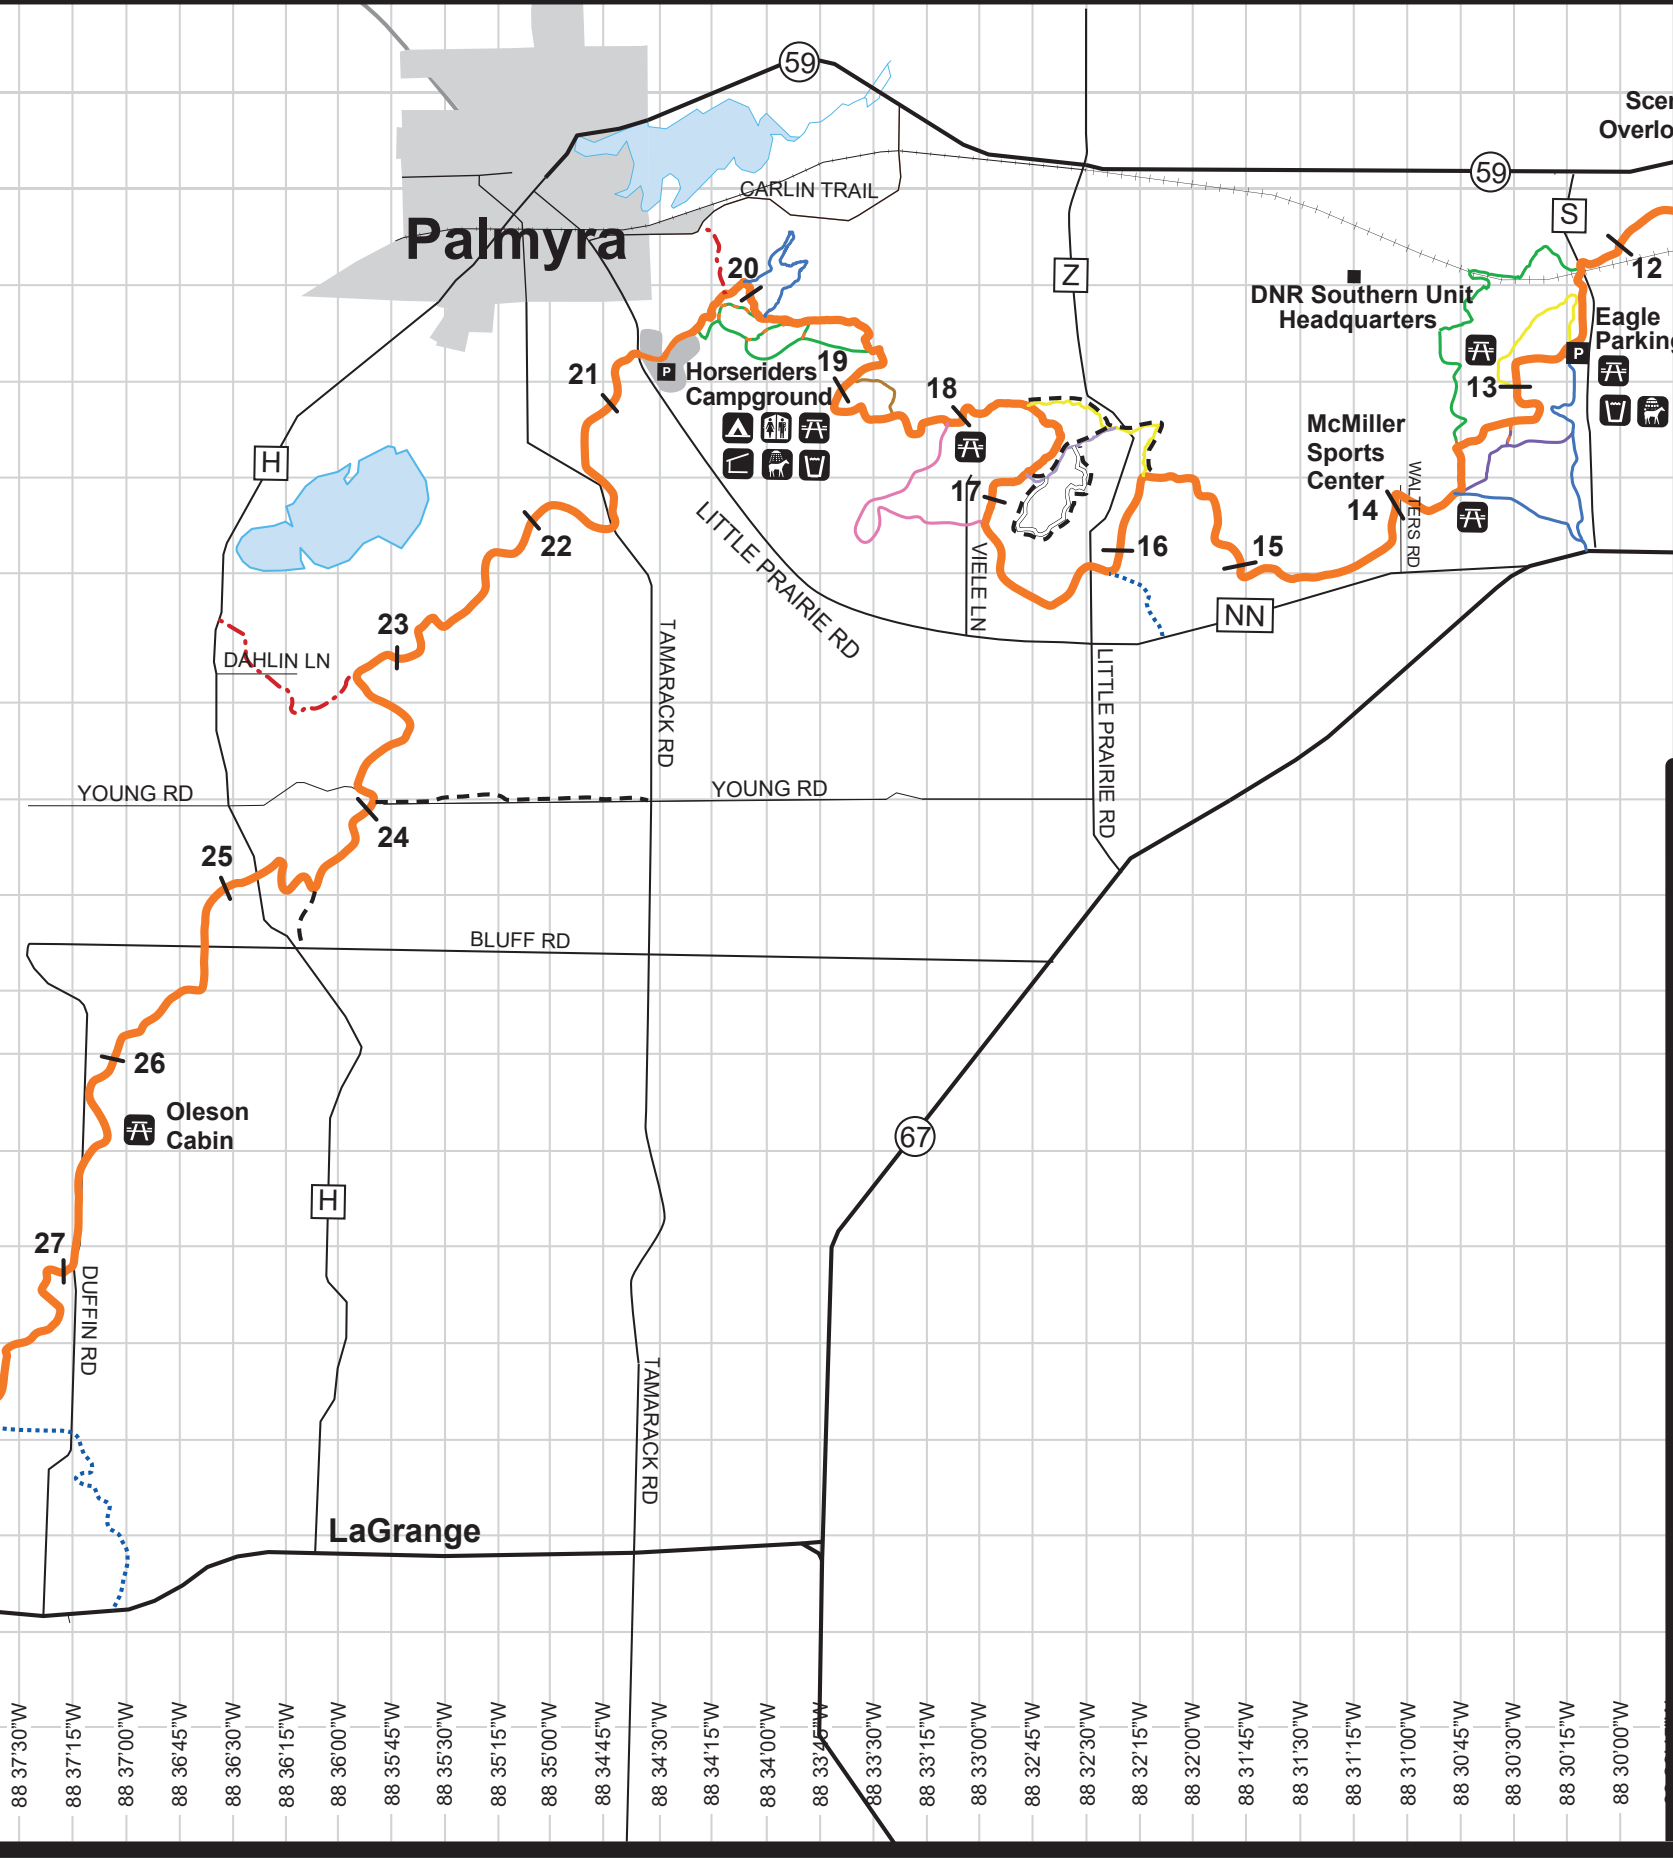 59
Scen
Overlo
59
CARLIN TRAIL
S
Palmyra
20
12
Z
DNR Southern Unit
Headquarters
Eagle
Parking
P
21
P
Horseriders
Campground
19
18
13
McMiller
Sports
Center
H
17
14
WALTERS RD
22
16
15
LITTLE PRAIRIE RD
VIELE LN
NN
23
DAHLIN LN
TAMARACK RD
LITTLE PRAIRIE RD
YOUNG RD
YOUNG RD
24
25
BLUFF RD
26
Oleson
Cabin
67
H
27
DUFFIN RD
TAMARACK RD
LaGrange
88 37'30"W
88 37'15"W
88 37'00"W
88 36'45"W
88 36'30"W
88 36'15"W
88 36'00"W
88 35'45"W
88 35'30"W
88 35'15"W
88 35'00"W
88 34'45"W
88 34'30"W
88 34'15"W
88 34'00"W
88 33'45"W
88 33'30"W
88 33'15"W
88 33'00"W
88 32'45"W
88 32'30"W
88 32'15"W
88 32'00"W
88 31'45"W
88 31'30"W
88 31'15"W
88 31'00"W
88 30'45"W
88 30'30"W
88 30'15"W
88 30'00"W